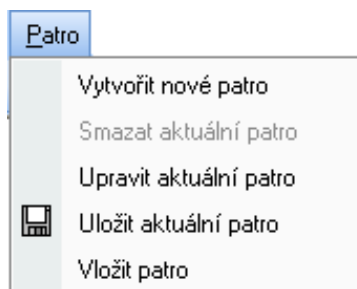 Patro
Vytvořit nové patro
Smazat aktuální patro
Upravit aktuální patro
Uložit aktuální patro
Vložit patro